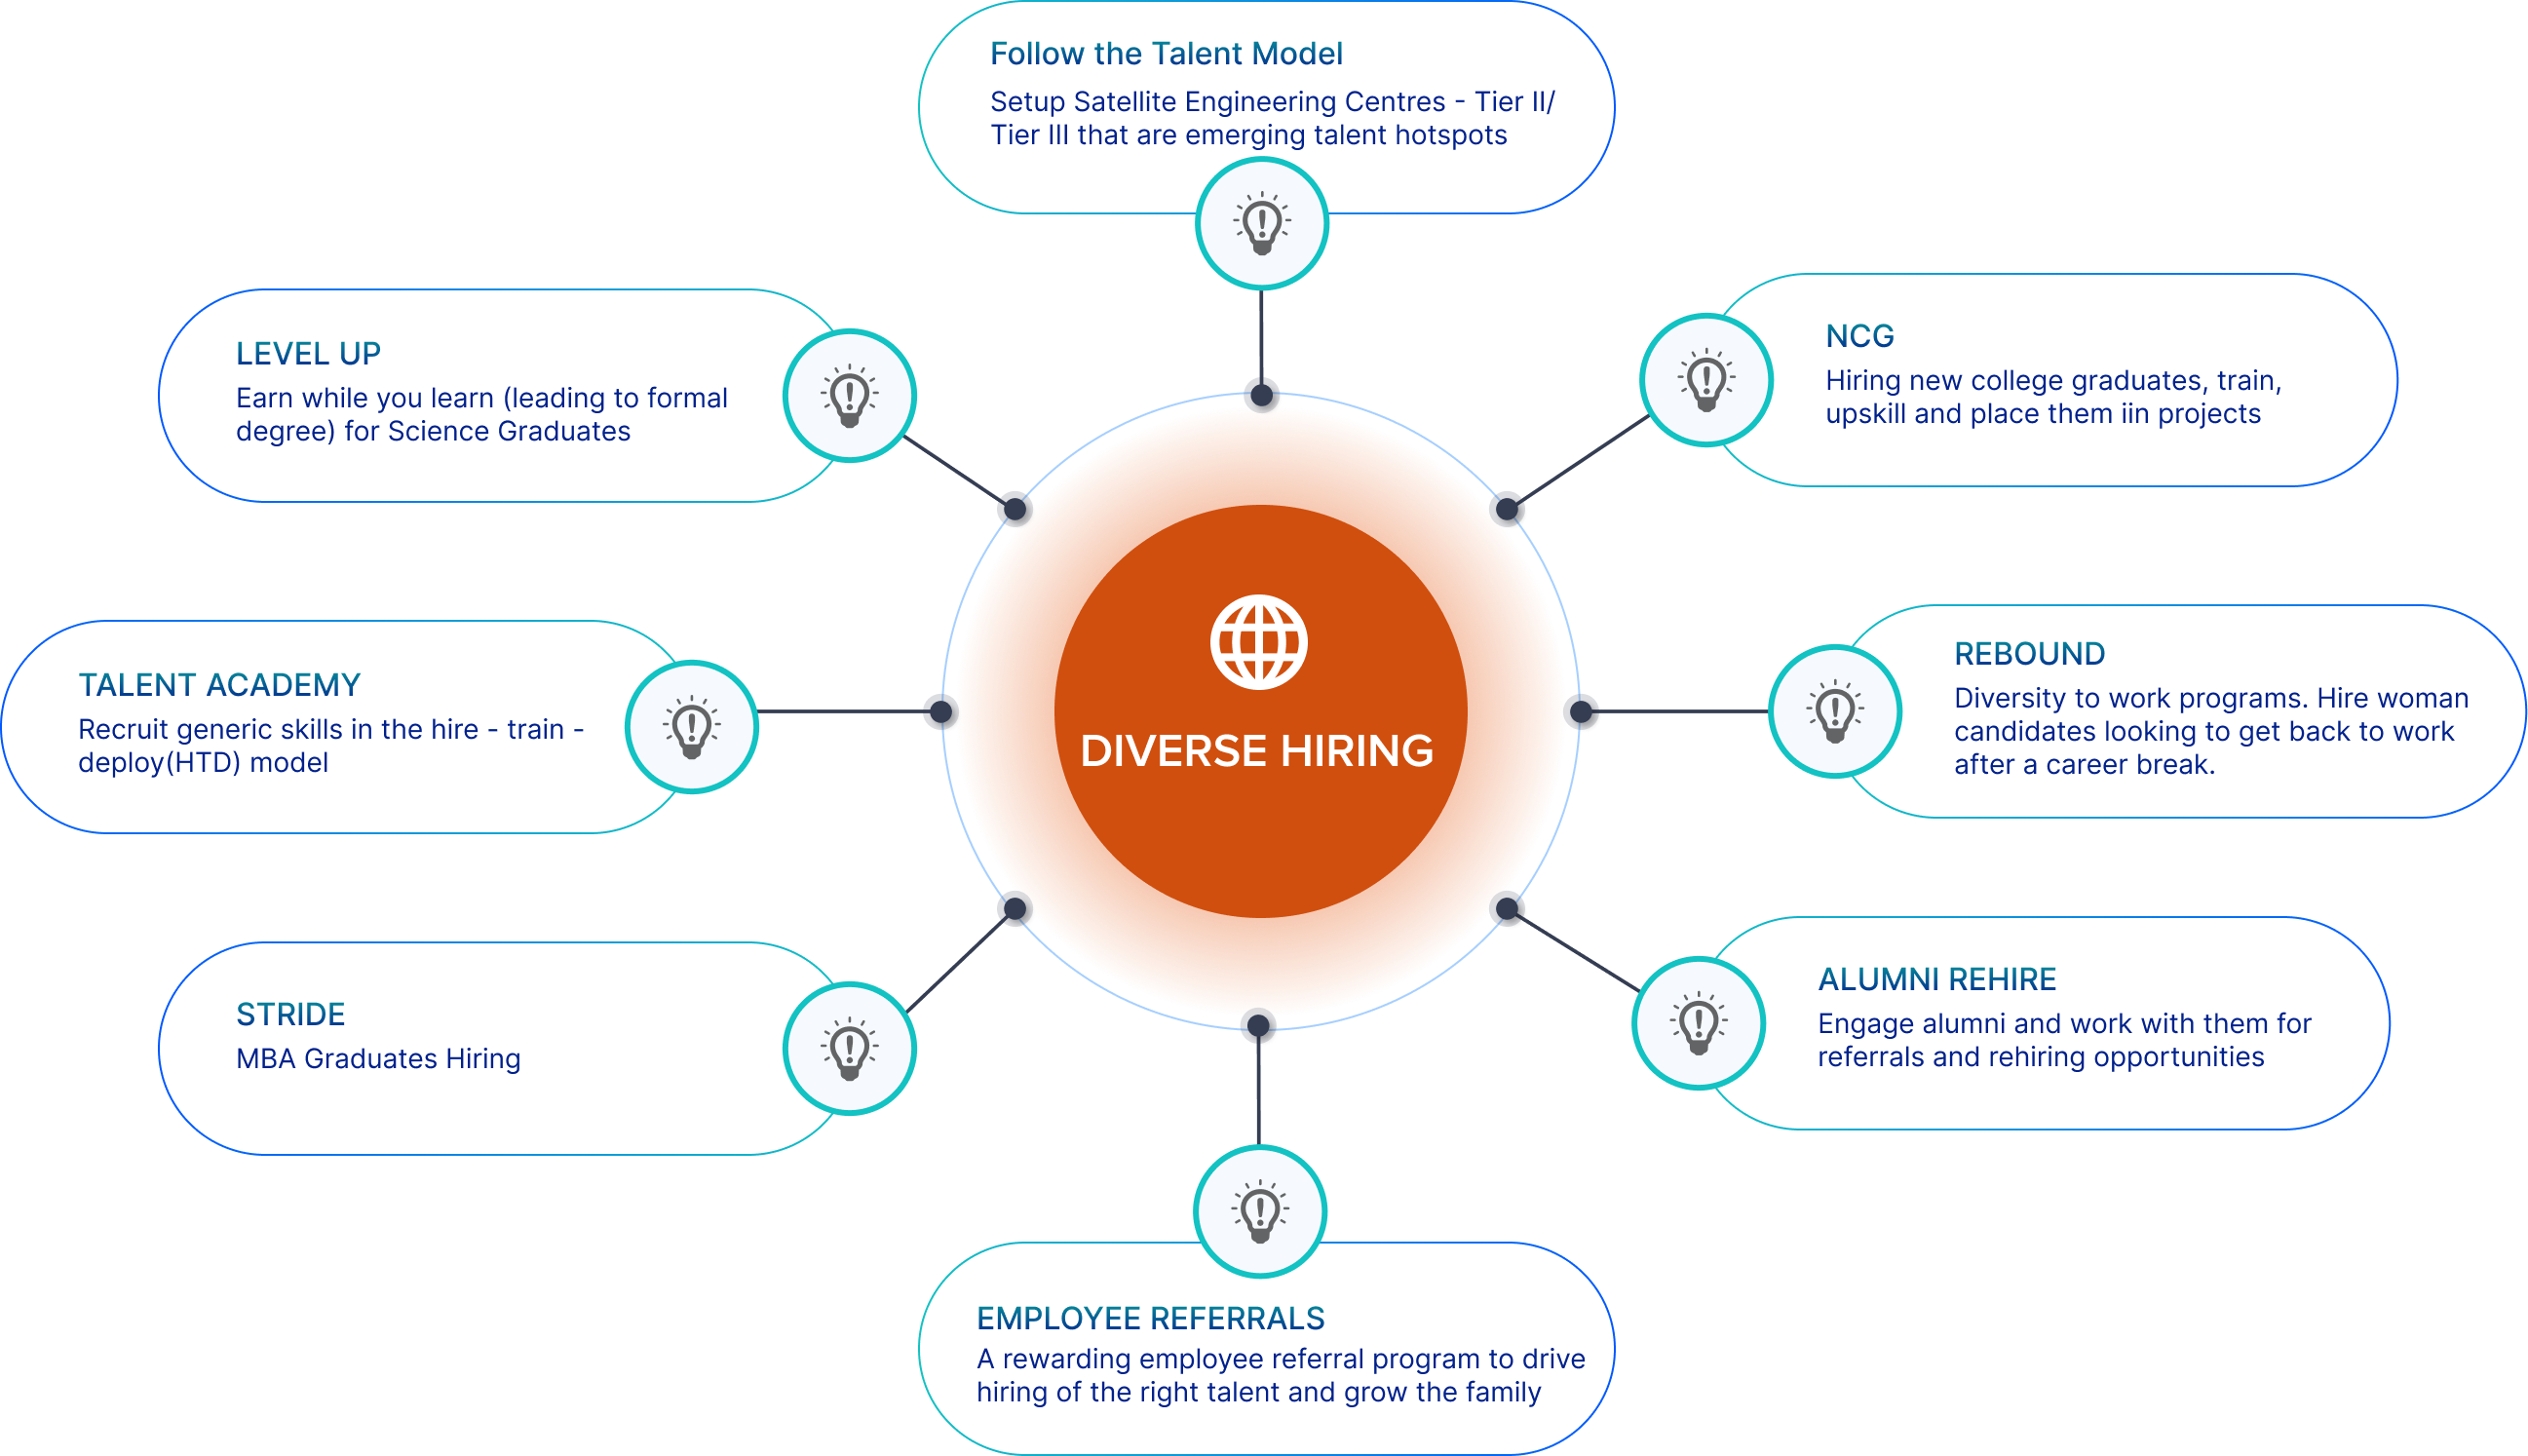 Follow the Talent Model
Setup Satellite Engineering Centres - Tier II/
Tier III that are emerging talent hotspots
LEVEL UP
Earn while you learn (leading to formal
degree) for Science Graduates
NCG
Hiring new college graduates, train,
upskill and place them iin projects
TALENT ACADEMY
Recruit generic skills in the hire - train -
deploy(HTD) model
DIVERSE HIRING
REBOUND
Diversity to work programs. Hire woman
candidates looking to get back to work
after a career break.
STRIDE
MBA Graduates Hiring
ALUMNI REHIRE
Engage alumni and work with them for
referrals and rehiring opportunities
EMPLOYEE REFERRALS
A rewarding employee referral program to drive
hiring of the right talent and grow the family